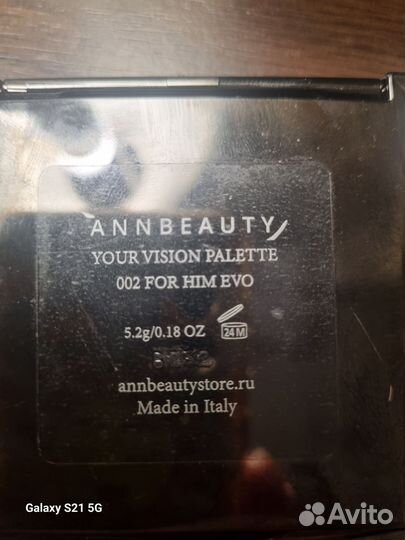 ANNBEAUTY
YOUR VISION PALETTE
002 FOR HIM EVO
5.2g/0.18 OZ 24M
annbeautystore.ru
Made in Italy
Galaxy S21 5G
Avito